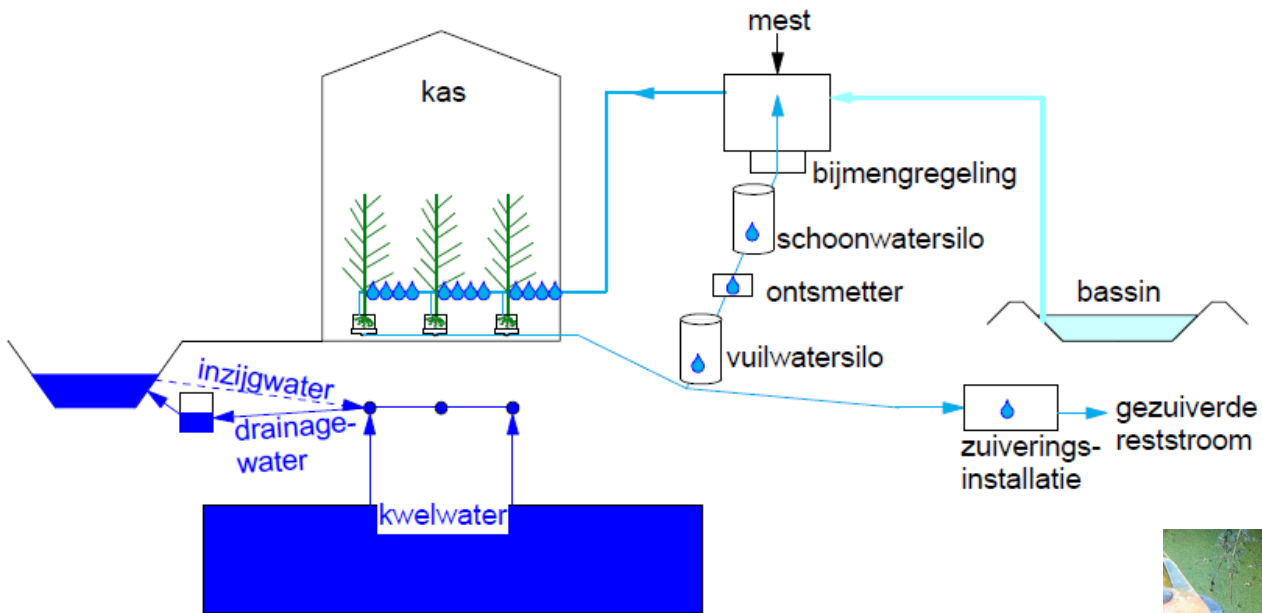 mest
kas
bijmengregeling
schoonwatersilo
ontsmetter
bassin
vuilwatersilo
inzijgwater
drainage-
water
gezuiverde
reststroom
zuiverings-
installatie
kwelwater